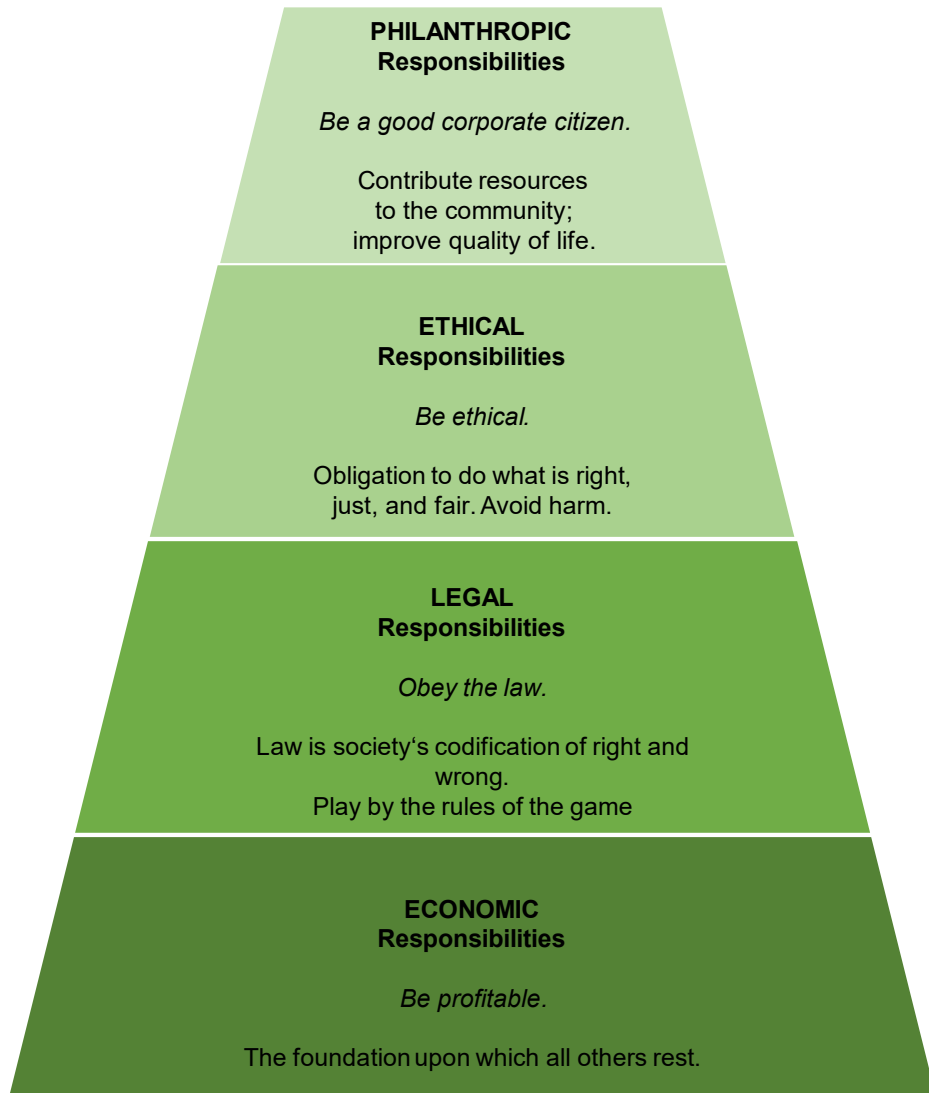 PHILANTHROPIC
Responsibilities
Be a good corporate citizen.
Contribute resources
to the community;
improve quality of life.
ETHICAL
Responsibilities
Be ethical.
Obligation to do what is right,
just, and fair. Avoid harm.
LEGAL
Responsibilities
Obey the law.
Law is society‘s codification of right and
wrong.
Play by the rules of the game
ECONOMIC
Responsibilities
Be profitable.
The foundation upon which all others rest.